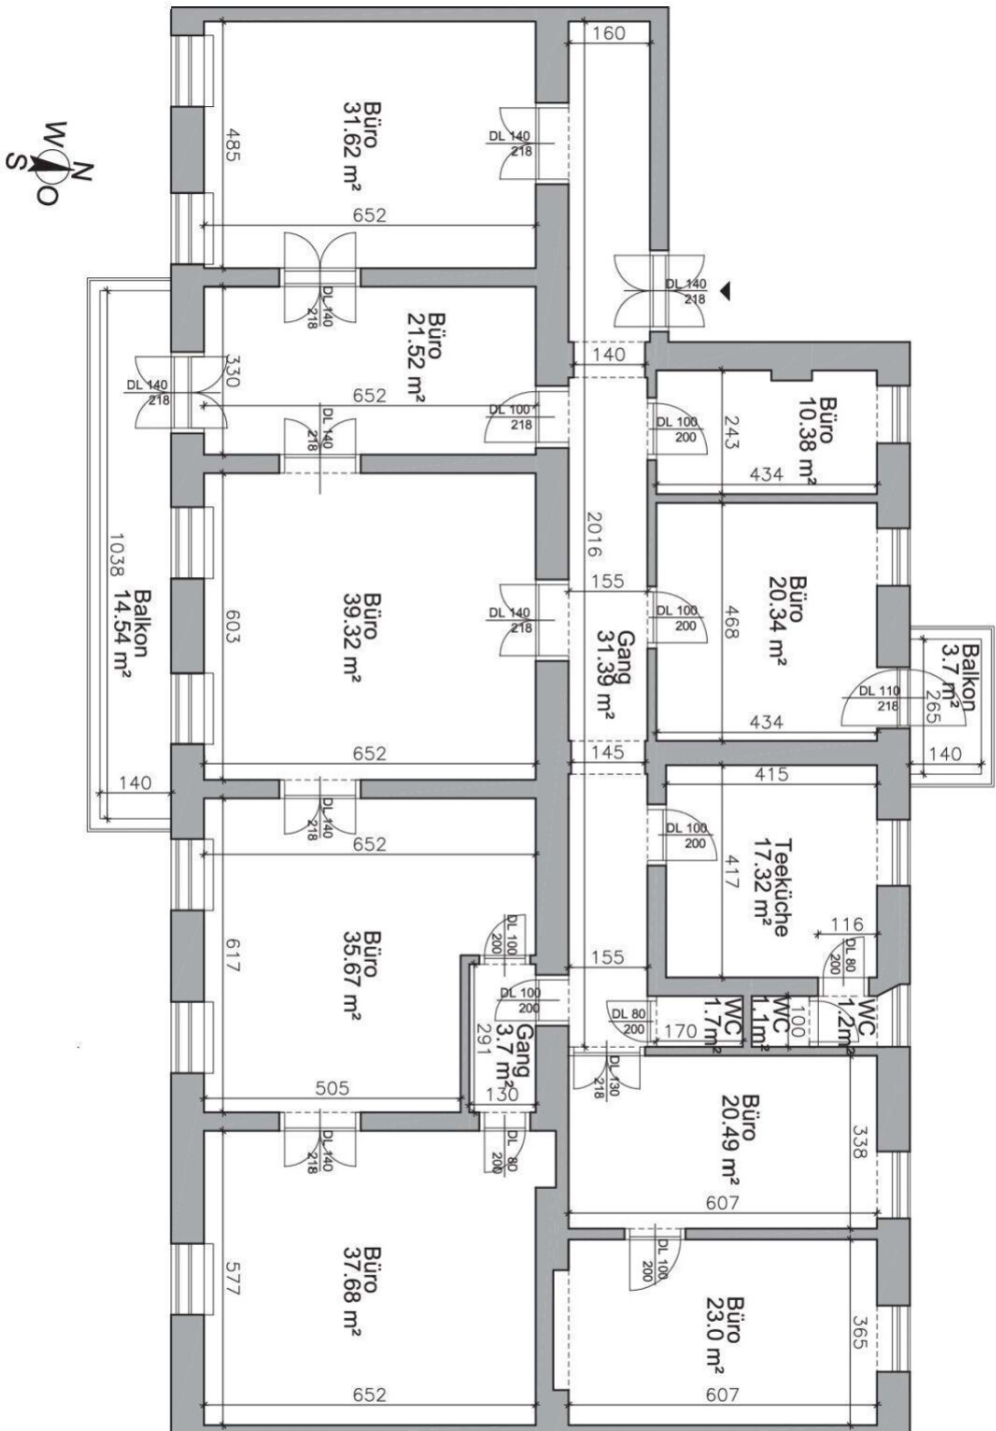 160
Büro
31.62 m²
485
652
DL 140
218
N
W
O
S
DL 140
218
DL 140
218
Büro
21.52 m²
330
652
DL 140
218
DL 100
218
DL 140
218
140
Büro
10.38 m²
243
434
DL 100
200
2016
155
Büro
20.34 m²
468
434
DL 100
200
DL 110
218
Balkon
3.7 m²
265
140
Büro
39.32 m²
603
652
DL 140
218
Gang
31.39 m²
1038
Balkon
14.54 m²
140
145
415
Teeküche
17.32 m²
417
DL 100
200
116
DL 80
200
DL 140
218
652
Büro
35.67 m²
617
505
DL 100
200
155
DL 100
200
Gang
3.7 m²
291
130
DL 80
200
WC
1.7m²
170
WC
1.1m²
100
WC
1.2m²
DL 130
218
DL 140
218
DL 80
200
Büro
20.49 m²
338
607
DL 100
200
Büro
37.68 m²
577
652
Büro
23.0 m²
365
607